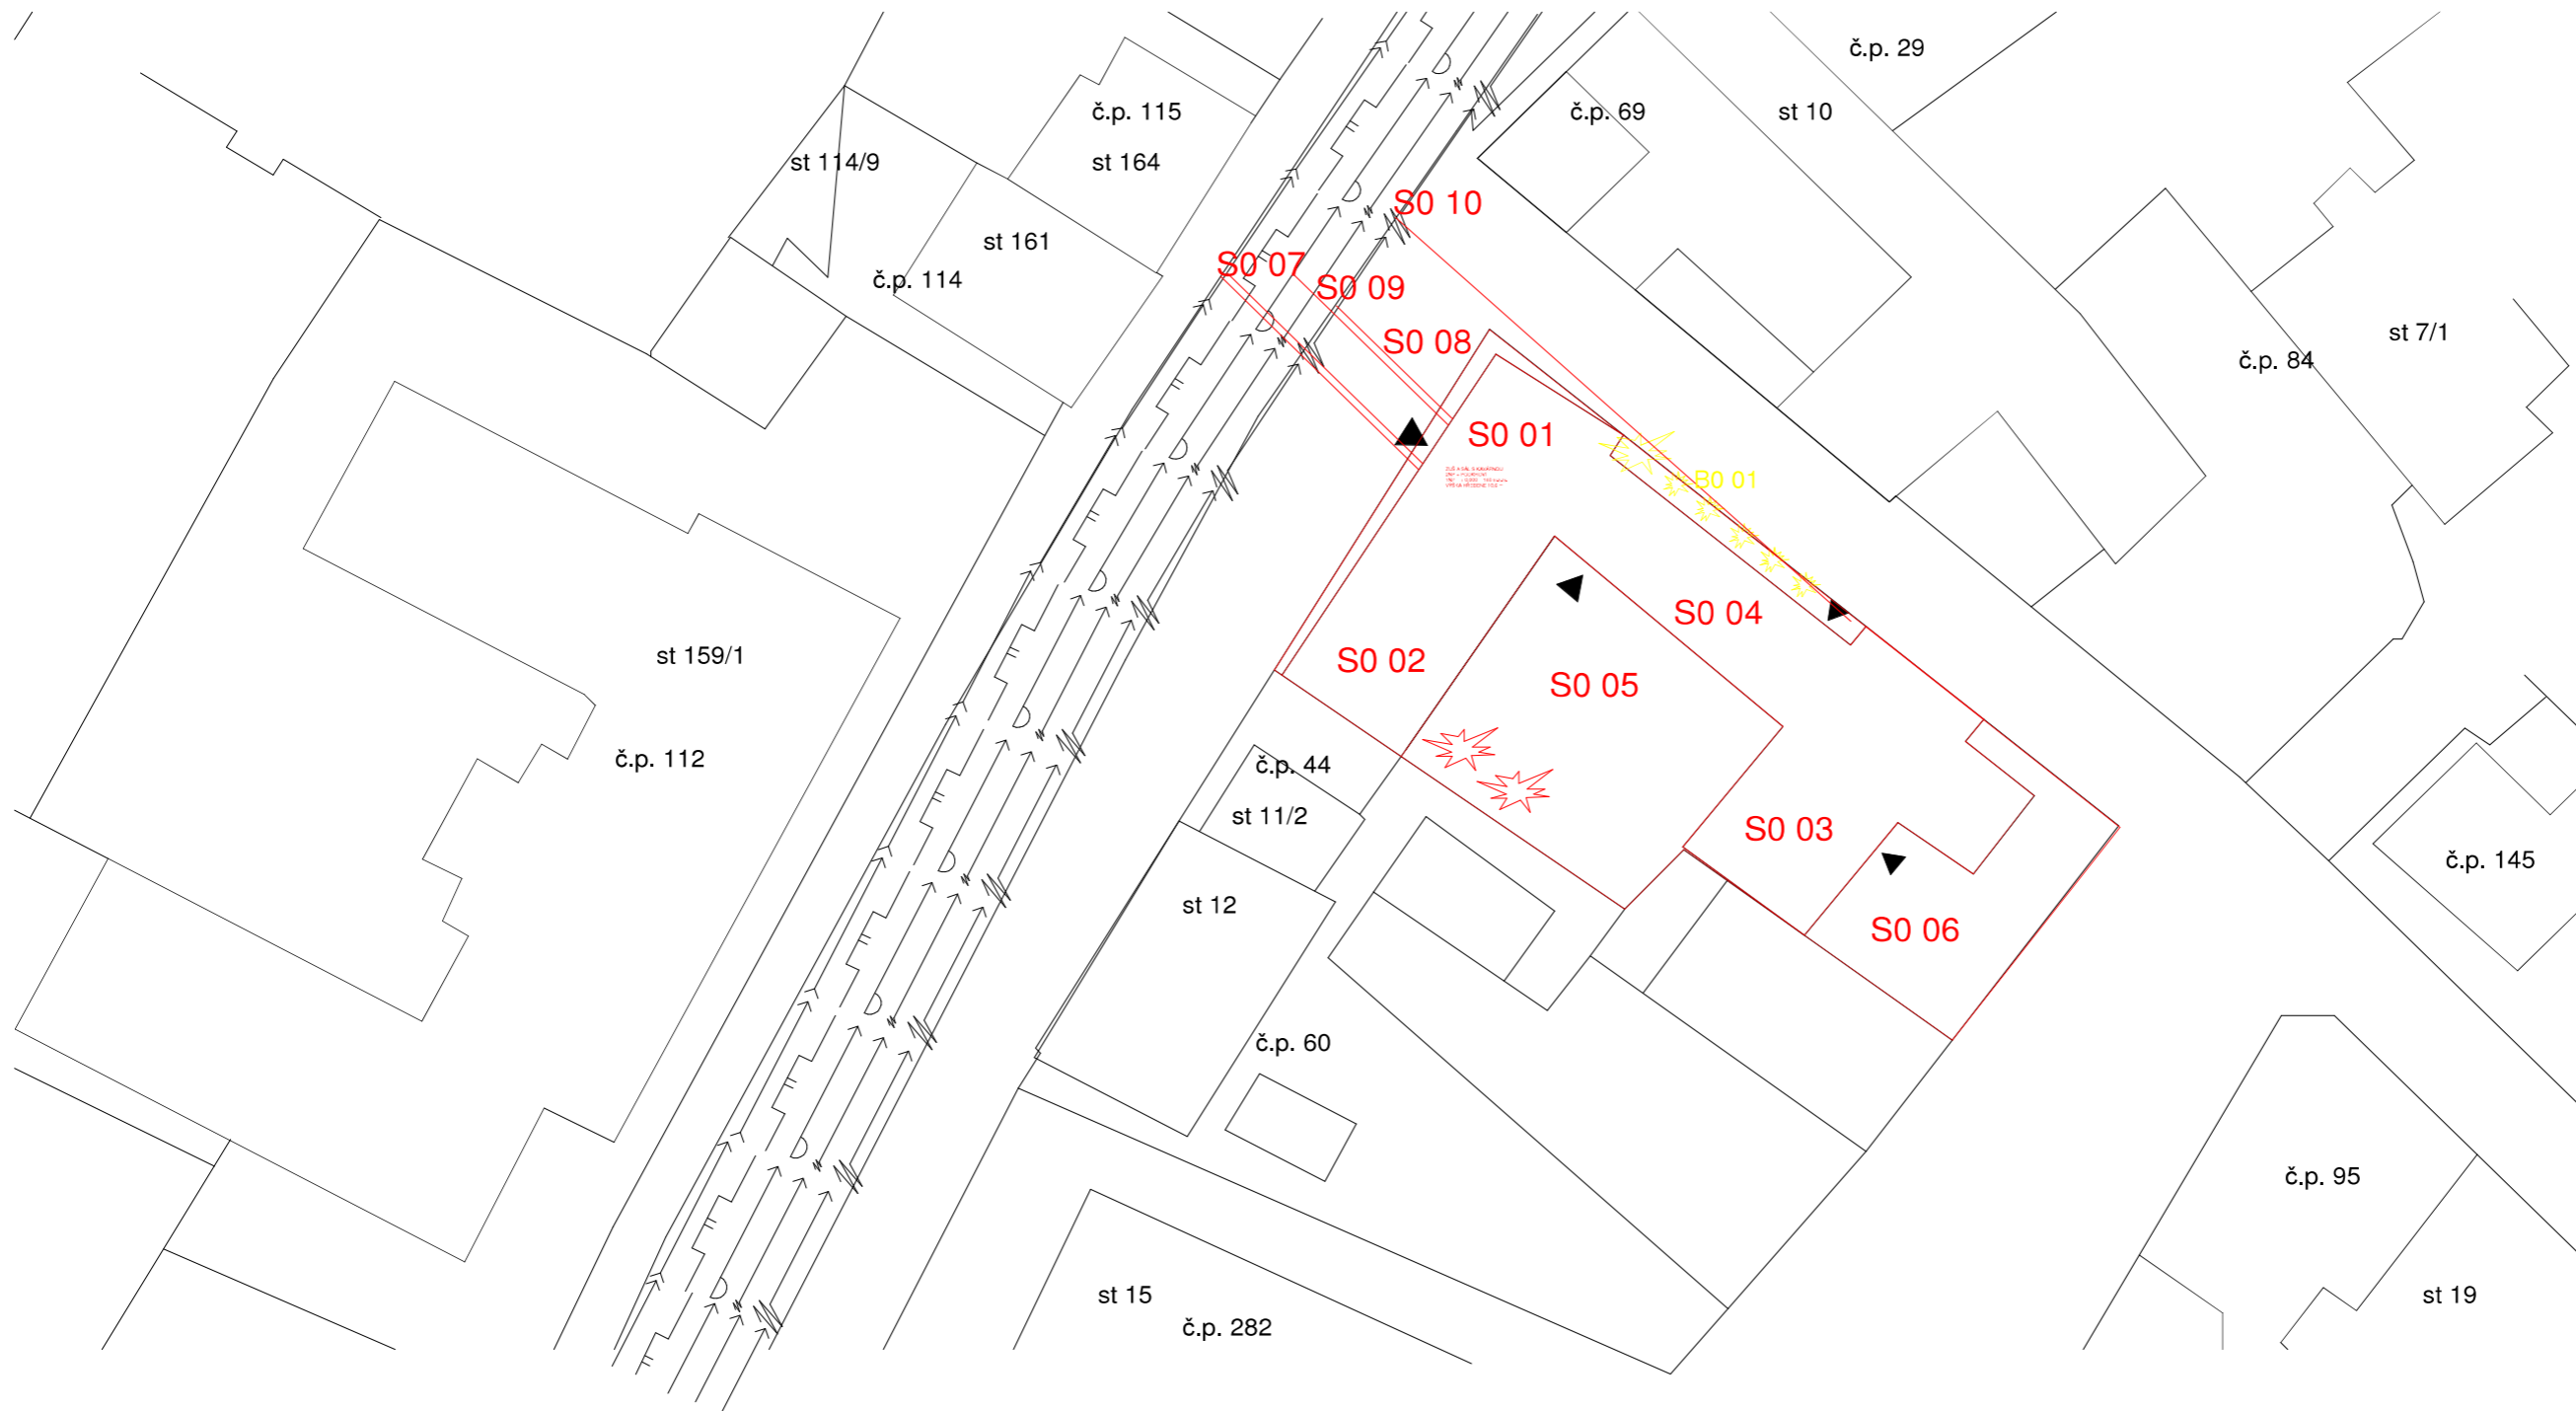 č.p. 29
č.p. 115
č.p. 69
st 10
st 114/9
st 164
S0 10
st 161
S0 07
č.p. 114
S0 09
st 7/1
S0 08
č.p. 84
S0 01
B0 01
S0 04
st 159/1
S0 02
S0 05
č.p. 112
č.p. 44
st 11/2
S0 03
č.p. 145
st 12
S0 06
č.p. 60
č.p. 95
st 15
st 19
č.p. 282